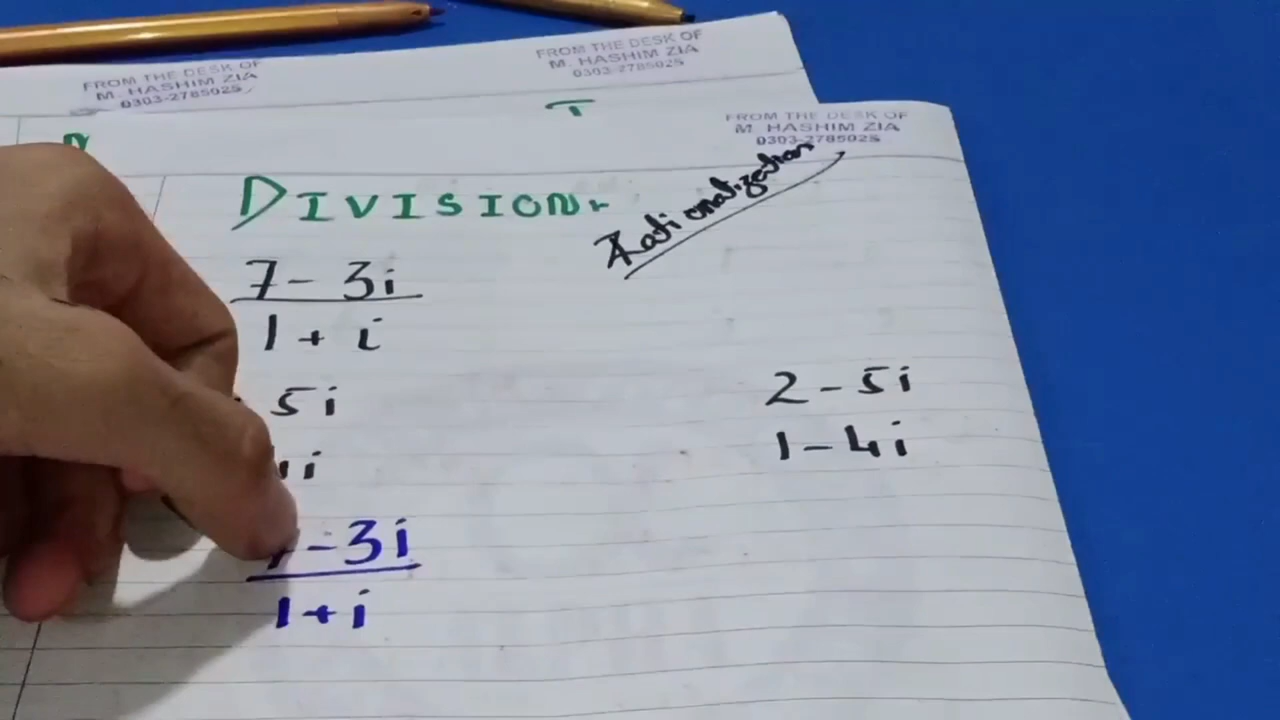 FROM THE DESK OF
M. HASHIM ZIA
0303-2785025
FROM THE DESK OF
M. HASHIM ZIA
0303-2785025
FROM THE DESK OF
M. HASHIM ZIA
0303-2785025
DIVISION
Rationalization
7 - 3i
1 + i
5i
2 - 5i
1 - 4i
- 3i
1 + i